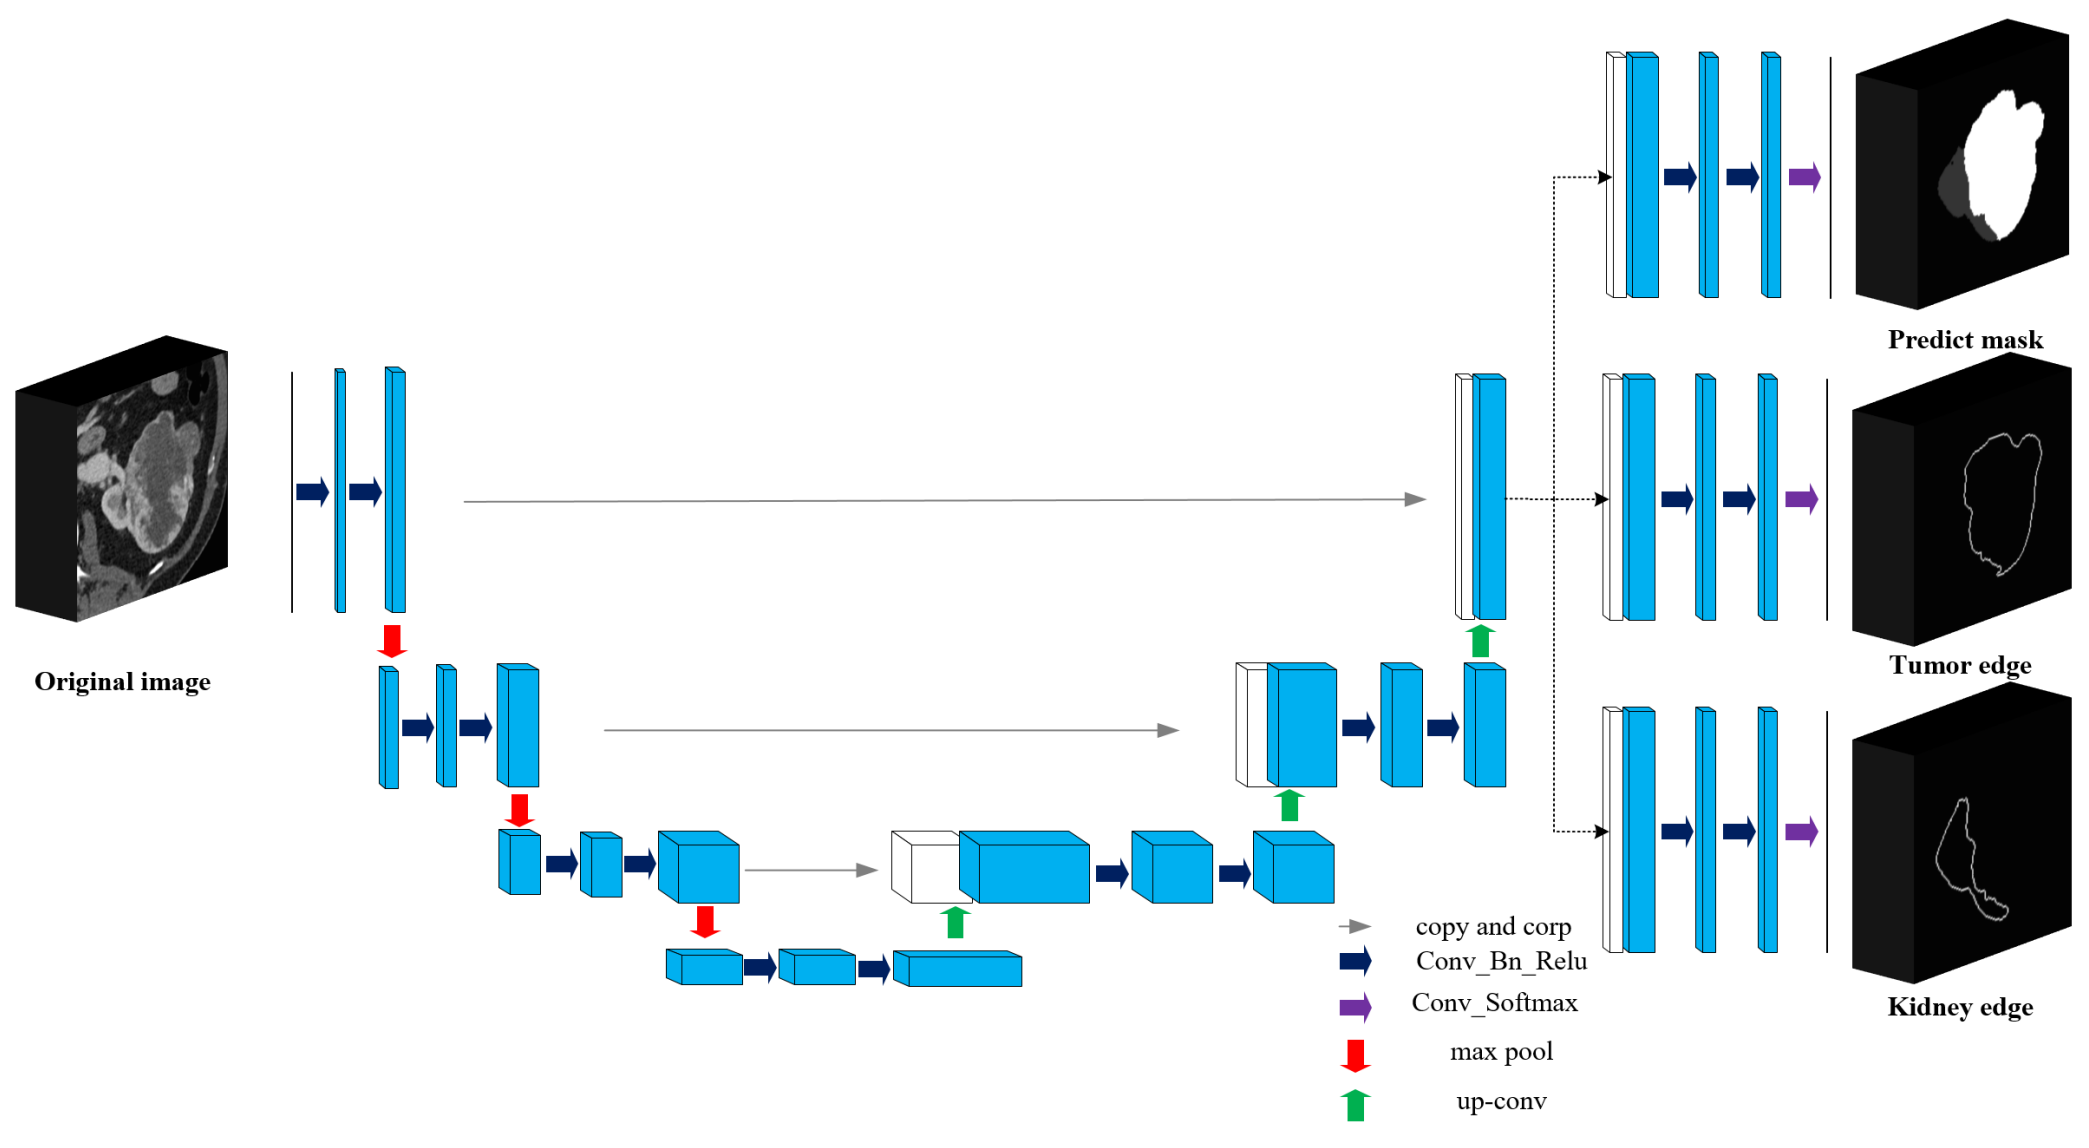 Predict mask
Original image
Tumor edge
copy and corp
Conv_Bn_Relu
Conv_Softmax
max pool
up-conv
Kidney edge